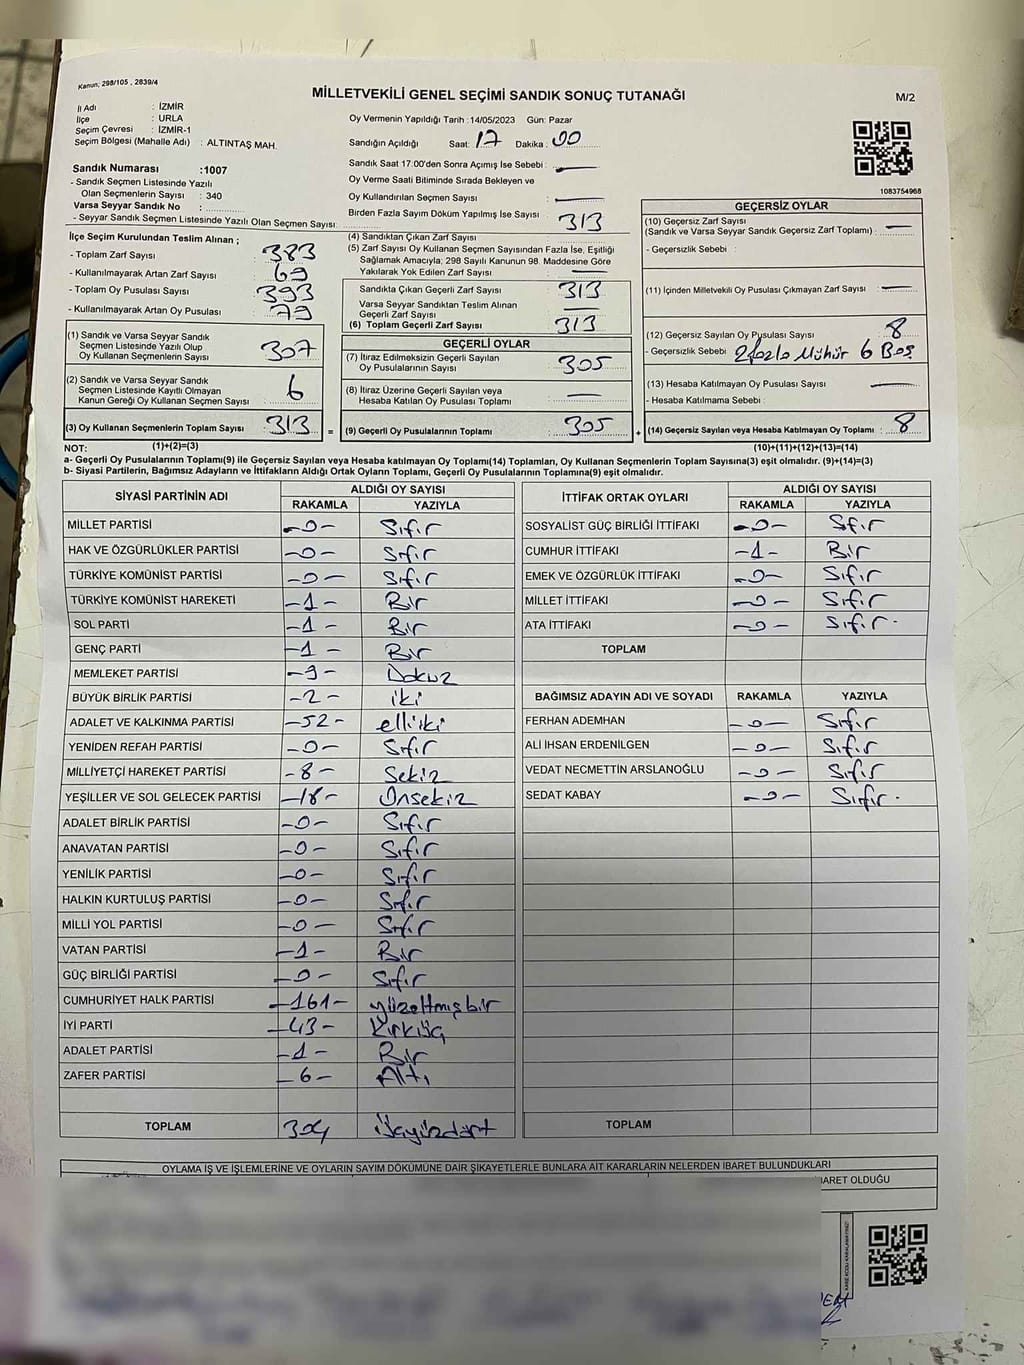 Kanun; 298/105 , 2839/4
MİLLETVEKİLİ GENEL SEÇİMİ SANDIK SONUÇ TUTANAĞI
M/2
İl Adı : İZMİR
İlçe : URLA
Seçim Çevresi : İZMİR-1
Seçim Bölgesi (Mahalle Adı) : ALTINTAŞ MAH.
Sandık Numarası :1007
- Sandık Seçmen Listesinde Yazılı
Olan Seçmenlerin Sayısı : 340
Varsa Seyyar Sandık No :
- Seyyar Sandık Seçmen Listesinde Yazılı Olan Seçmen Sayısı:
Oy Vermenin Yapıldığı Tarih :14/05/2023 Gün: Pazar
Sandığın Açıldığı Saat: 17 Dakika : 00
Sandık Saat 17:00'den Sonra Açımış İse Sebebi : —
Oy Verme Saati Bitiminde Sırada Bekleyen ve
Oy Kullandırılan Seçmen Sayısı : —
Birden Fazla Sayım Döküm Yapılmış İse Sayısı :
1083754968
İlçe Seçim Kurulundan Teslim Alınan ;
- Toplam Zarf Sayısı : 383
- Kullanılmayarak Artan Zarf Sayısı : 69
- Toplam Oy Pusulası Sayısı : 393
- Kullanılmayarak Artan Oy Pusulası : 79
(1) Sandık ve Varsa Seyyar Sandık
Seçmen Listesinde Yazılı Olup
Oy Kullanan Seçmenlerin Sayısı : 307
(2) Sandık ve Varsa Seyyar Sandık
Seçmen Listesinde Kayıtlı Olmayan
Kanun Gereği Oy Kullanan Seçmen Sayısı : 6
(3) Oy Kullanan Seçmenlerin Toplam Sayısı : 313
(4) Sandıktan Çıkan Zarf Sayısı : 313
(5) Zarf Sayısı Oy Kullanan Seçmen Sayısından Fazla İse, Eşitliği
Sağlamak Amacıyla; 298 Sayılı Kanunun 98. Maddesine Göre
Yakılarak Yok Edilen Zarf Sayısı : —
Sandıkta Çıkan Geçerli Zarf Sayısı : 313
Varsa Seyyar Sandıktan Teslim Alınan
Geçerli Zarf Sayısı : —
(6) Toplam Geçerli Zarf Sayısı : 313
GEÇERLİ OYLAR
(7) İtiraz Edilmeksizin Geçerli Sayılan
Oy Pusulalarının Sayısı : 305
(8) İtiraz Üzerine Geçerli Sayılan veya
Hesaba Katılan Oy Pusulası Toplamı : —
= (9) Geçerli Oy Pusulalarının Toplamı : 305
GEÇERSİZ OYLAR
(10) Geçersiz Zarf Sayısı
(Sandık ve Varsa Seyyar Sandık Geçersiz Zarf Toplamı) : —
- Geçersizlik Sebebi :
(11) İçinden Milletvekili Oy Pusulası Çıkmayan Zarf Sayısı : —
(12) Geçersiz Sayılan Oy Pusulası Sayısı : 8
- Geçersizlik Sebebi : 2 fazla Mühür 6 Boş
(13) Hesaba Katılmayan Oy Pusulası Sayısı : —
- Hesaba Katılmama Sebebi :
+ (14) Geçersiz Sayılan veya Hesaba Katılmayan Oy Toplamı : 8
NOT: (1)+(2)=(3) (10)+(11)+(12)+(13)=(14)
a- Geçerli Oy Pusulalarının Toplamı(9) ile Geçersiz Sayılan veya Hesaba katılmayan Oy Toplamı(14) Toplamları, Oy Kullanan Seçmenlerin Toplam Sayısına(3) eşit olmalıdır. (9)+(14)=(3)
b- Siyasi Partilerin, Bağımsız Adayların ve İttifakların Aldığı Ortak Oyların Toplamı, Geçerli Oy Pusulalarının Toplamına(9) eşit olmalıdır.
SİYASİ PARTİNİN ADI ALDIĞI OY SAYISI
RAKAMLA YAZIYLA
MİLLET PARTİSİ -0- Sıfır
HAK VE ÖZGÜRLÜKLER PARTİSİ -0- Sıfır
TÜRKİYE KOMÜNİST PARTİSİ -0- Sıfır
TÜRKİYE KOMÜNİST HAREKETİ -1- Bir
SOL PARTİ -1- Bir
GENÇ PARTİ -1- Bir
MEMLEKET PARTİSİ -9- Dokuz
BÜYÜK BİRLİK PARTİSİ -2- iki
ADALET VE KALKINMA PARTİSİ -52- elliiki
YENİDEN REFAH PARTİSİ -0- Sıfır
MİLLİYETÇİ HAREKET PARTİSİ -8- Sekiz
YEŞİLLER VE SOL GELECEK PARTİSİ -18- Onsekiz
ADALET BİRLİK PARTİSİ -0- Sıfır
ANAVATAN PARTİSİ -0- Sıfır
YENİLİK PARTİSİ -0- Sıfır
HALKIN KURTULUŞ PARTİSİ -0- Sıfır
MİLLİ YOL PARTİSİ -0- Sıfır
VATAN PARTİSİ -1- Bir
GÜÇ BİRLİĞİ PARTİSİ -0- Sıfır
CUMHURİYET HALK PARTİSİ -161- yüzaltmışbir
İYİ PARTİ -43- Kırküç
ADALET PARTİSİ -1- Bir
ZAFER PARTİSİ -6- Altı
TOPLAM 304 üçyüzdört
İTTİFAK ORTAK OYLARI ALDIĞI OY SAYISI
RAKAMLA YAZIYLA
SOSYALİST GÜÇ BİRLİĞİ İTTİFAKI -0- Sıfır
CUMHUR İTTİFAKI -1- Bir
EMEK VE ÖZGÜRLÜK İTTİFAKI -0- Sıfır
MİLLET İTTİFAKI -0- Sıfır
ATA İTTİFAKI -0- Sıfır.
TOPLAM
BAĞIMSIZ ADAYIN ADI VE SOYADI RAKAMLA YAZIYLA
FERHAN ADEMHAN -0- Sıfır
ALİ İHSAN ERDENİLGEN -0- Sıfır
VEDAT NECMETTİN ARSLANOĞLU -0- Sıfır
SEDAT KABAY -0- Sıfır.
TOPLAM
OYLAMA İŞ VE İŞLEMLERİNE VE OYLARIN SAYIM DÖKÜMÜNE DAİR ŞİKAYETLERLE BUNLARA AİT KARARLARIN NELERDEN İBARET BULUNDUKLARI
İBARET OLDUĞU